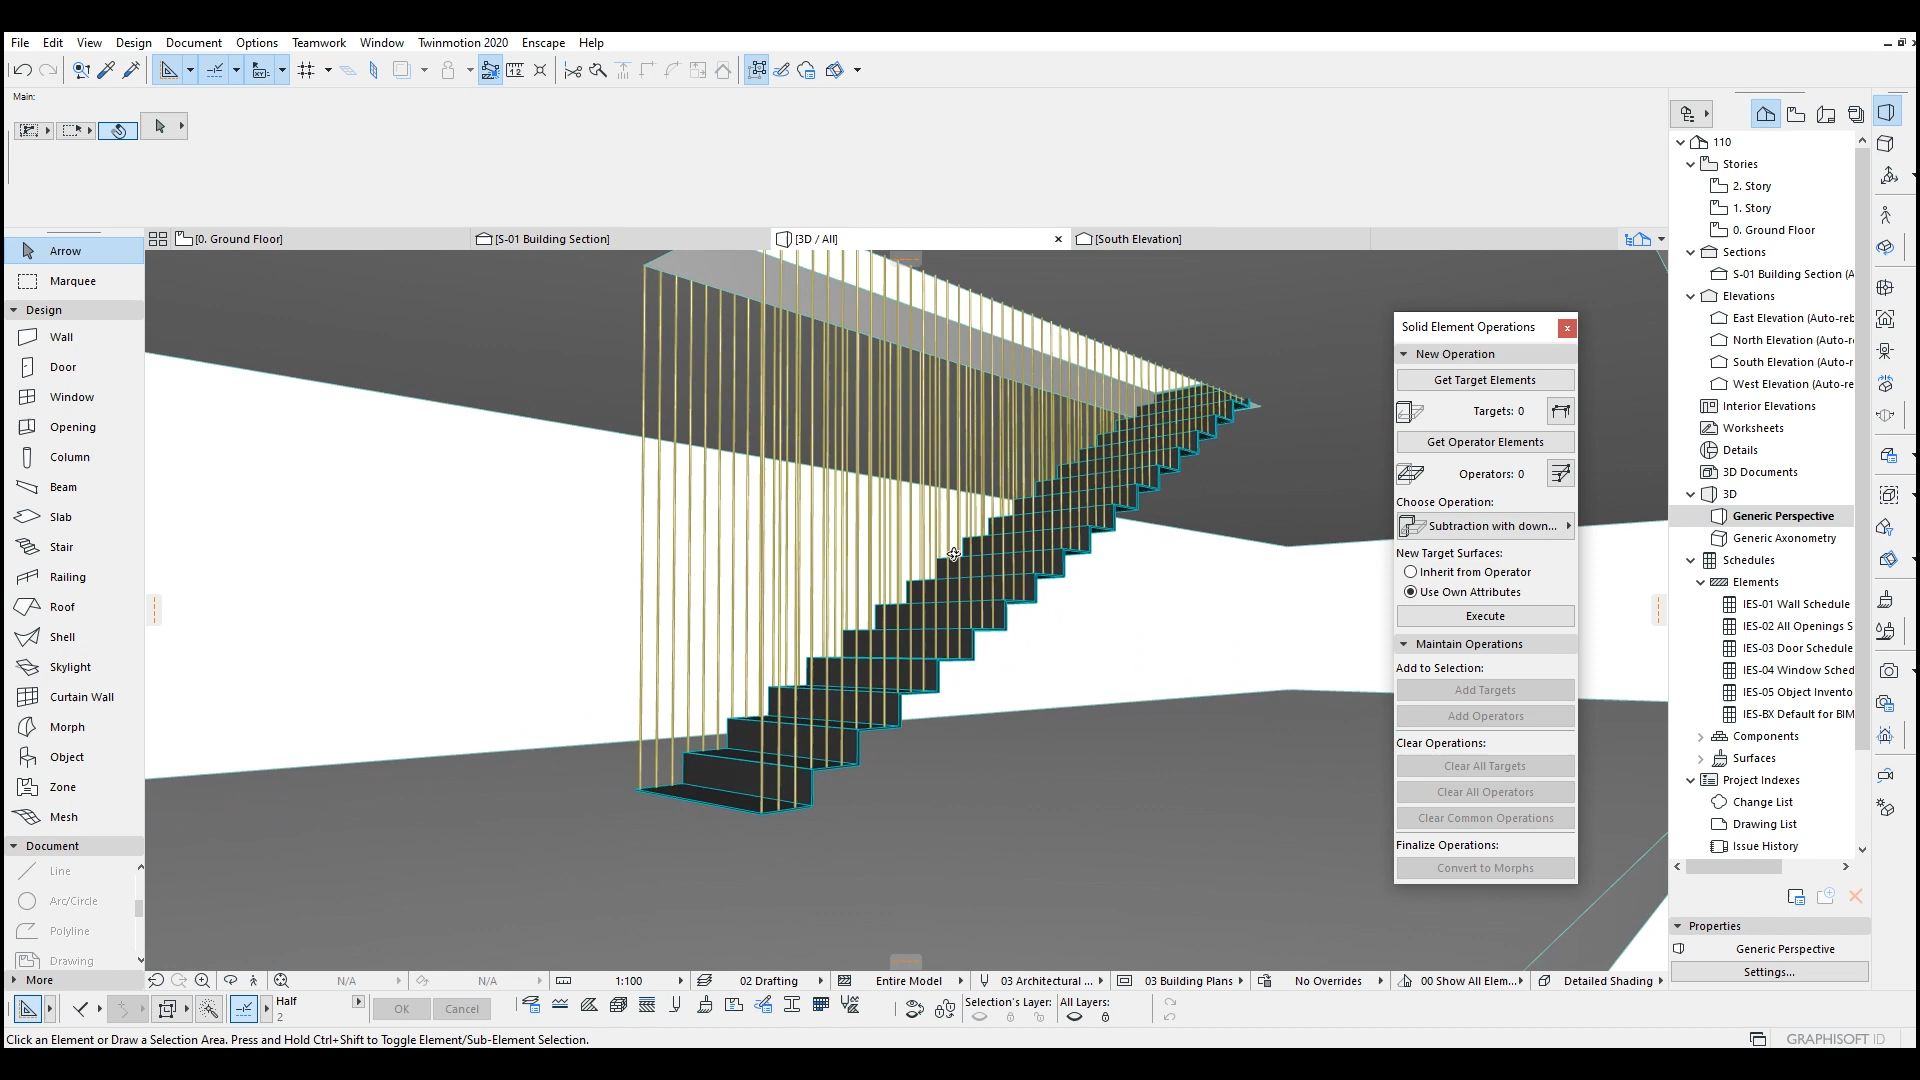 File Edit View Design Document Options Teamwork Window Twinmotion 2020 Enscape Help
Main:
[0. Ground Floor]
[S-01 Building Section]
[3D / All]
[South Elevation]
Arrow
Marquee
Design
Wall
Door
Window
Opening
Column
Beam
Slab
Stair
Railing
Roof
Shell
Skylight
Curtain Wall
Morph
Object
Zone
Mesh
Document
Line
Arc/Circle
Polyline
Drawing
More
Solid Element Operations
New Operation
Get Target Elements
Targets: 0
Get Operator Elements
Operators: 0
Choose Operation:
Subtraction with down...
New Target Surfaces:
Inherit from Operator
Use Own Attributes
Execute
Maintain Operations
Add to Selection:
Add Targets
Add Operators
Clear Operations:
Clear All Targets
Clear All Operators
Clear Common Operations
Finalize Operations:
Convert to Morphs
110
Stories
2. Story
1. Story
0. Ground Floor
Sections
S-01 Building Section (A
Elevations
East Elevation (Auto-reb
North Elevation (Auto-r
South Elevation (Auto-r
West Elevation (Auto-re
Interior Elevations
Worksheets
Details
3D Documents
3D
Generic Perspective
Generic Axonometry
Schedules
Elements
IES-01 Wall Schedule
IES-02 All Openings S
IES-03 Door Schedule
IES-04 Window Sched
IES-05 Object Invento
IES-BX Default for BIM
Components
Surfaces
Project Indexes
Change List
Drawing List
Issue History
Properties
Generic Perspective
Settings...
N/A N/A 1:100 02 Drafting Entire Model 03 Architectural ... 03 Building Plans No Overrides 00 Show All Elem... Detailed Shading
Half
2
OK Cancel
Selection's Layer: All Layers:
Click an Element or Draw a Selection Area. Press and Hold Ctrl+Shift to Toggle Element/Sub-Element Selection.
GRAPHISOFT ID